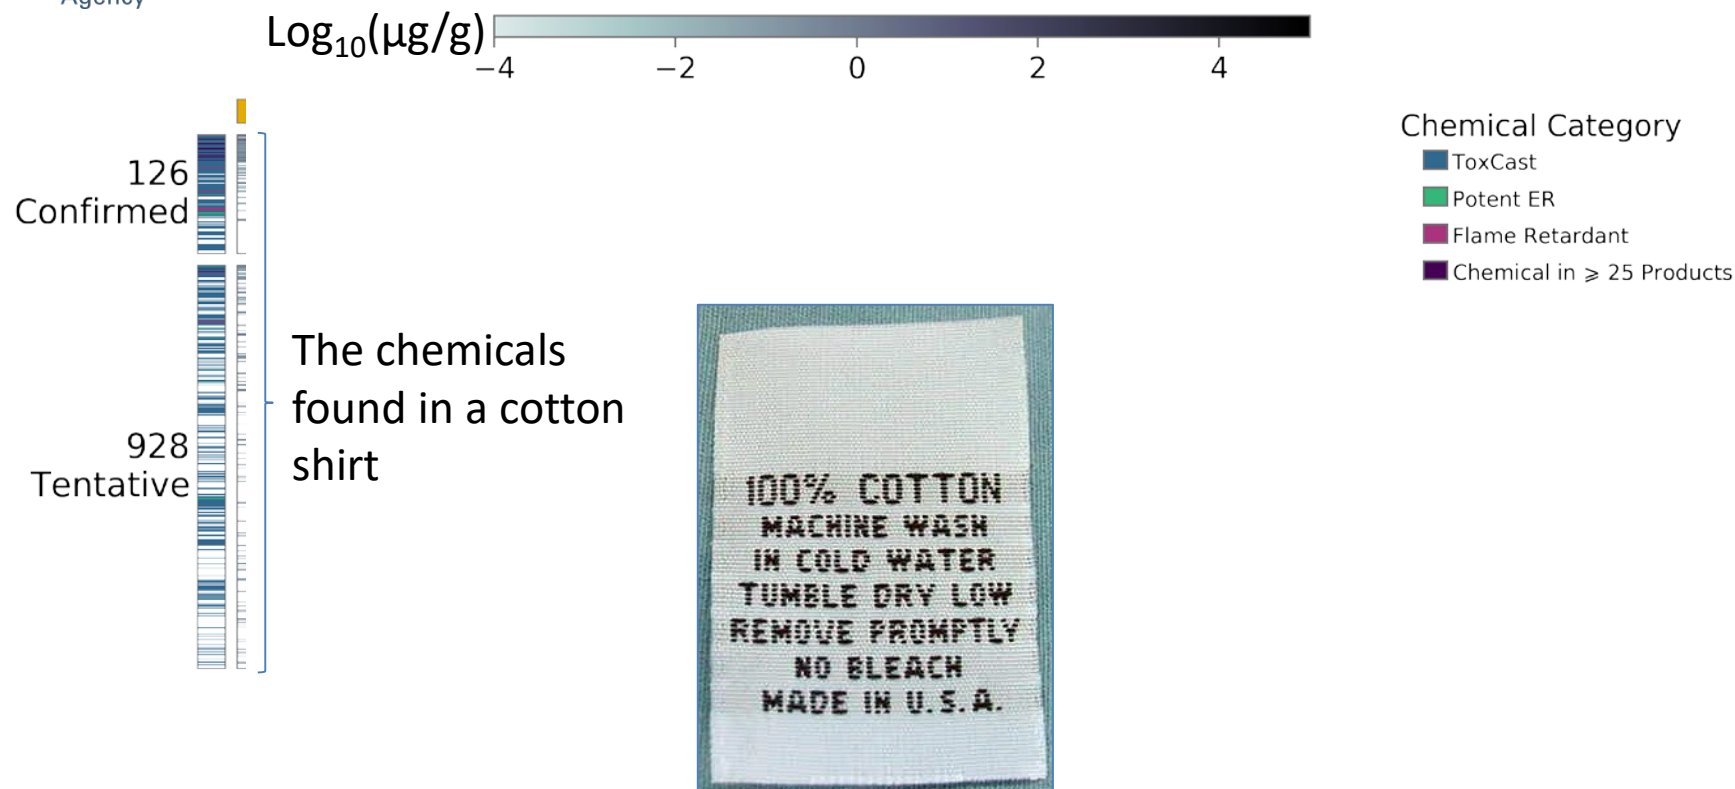 Agency
Log₁₀(µg/g)
−4 −2 0 2 4
126
Confirmed
928
Tentative
The chemicals
found in a cotton
shirt
Chemical Category
ToxCast
Potent ER
Flame Retardant
Chemical in ⩾ 25 Products
100% COTTON
MACHINE WASH
IN COLD WATER
TUMBLE DRY LOW
REMOVE PROMPTLY
NO BLEACH
MADE IN U.S.A.